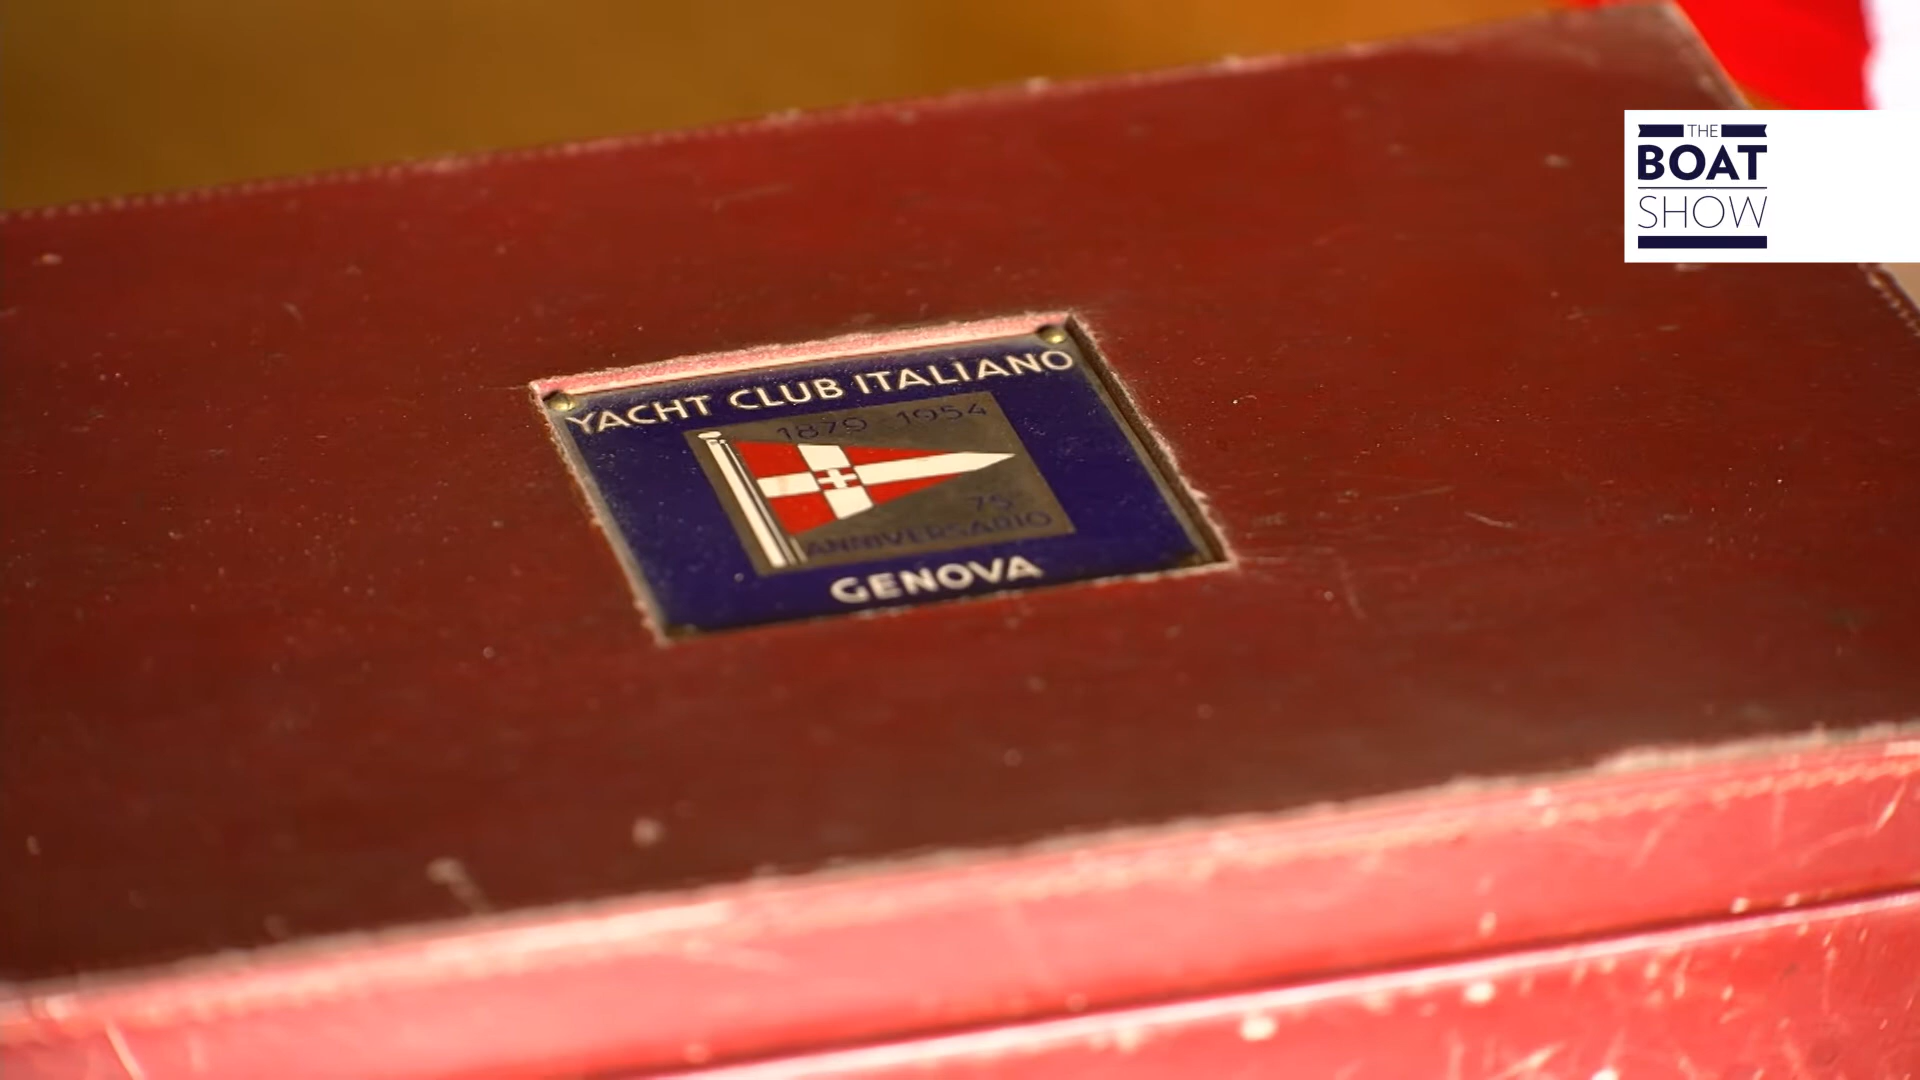 THE
BOAT
SHOW
YACHT CLUB ITALIANO
1879 1954
75°
ANNIVERSARIO
GENOVA